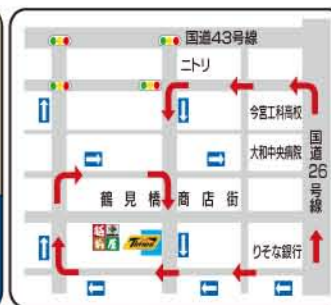 国道43号線
ニトリ
今宮工科高校
大和中央病院
国道26号線
鶴見橋商店街
りそな銀行